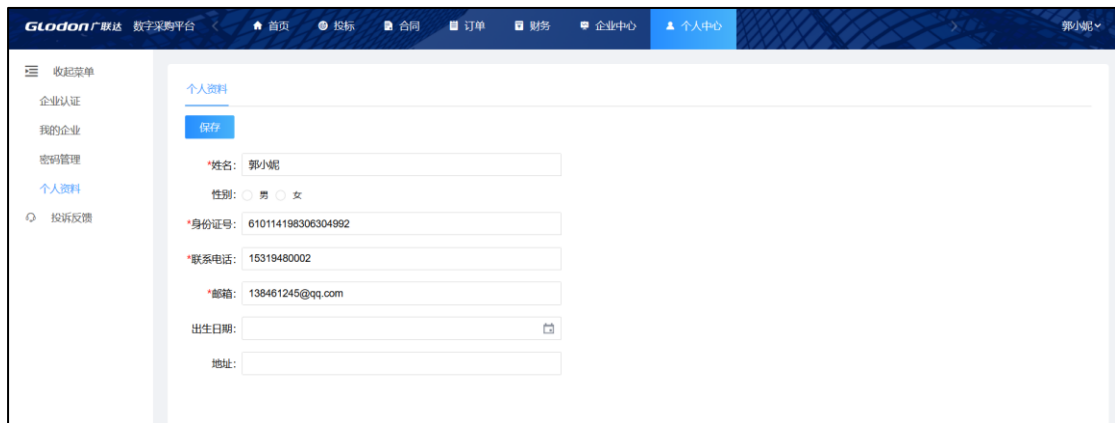 GLodon广联达 数字采购平台 首页 投标 合同 订单 财务 企业中心 个人中心 郭小妮
收起菜单
企业认证
我的企业
密码管理
个人资料
投诉反馈
个人资料
保存
*姓名: 郭小妮
性别: 男 女
*身份证号: 610114198306304992
*联系电话: 15319480002
*邮箱: 138461245@qq.com
出生日期:
地址: